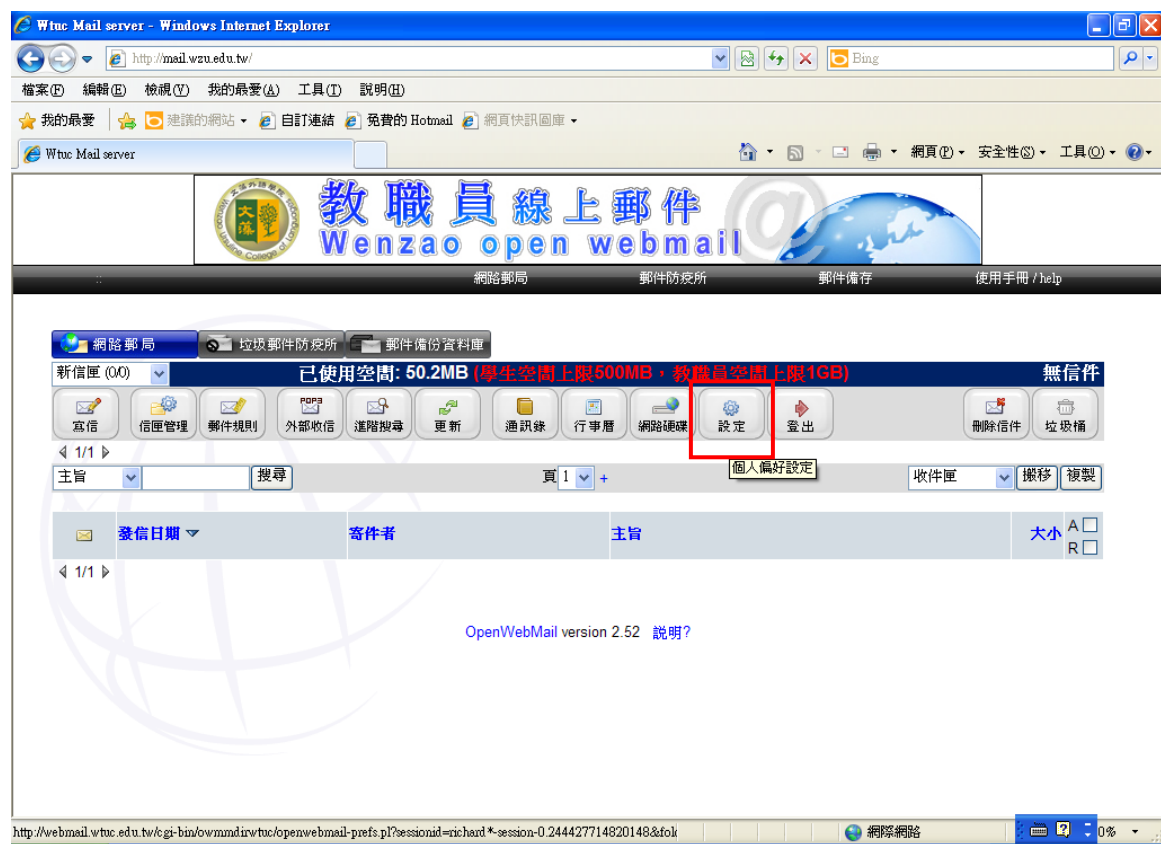 Wtuc Mail server - Windows Internet Explorer
http://mail.wzu.edu.tw/ Bing
檔案(F) 編輯(E) 檢視(V) 我的最愛(A) 工具(T) 說明(H)
我的最愛 建議的網站 自訂連結 免費的 Hotmail 網頁快訊圖庫
Wtuc Mail server 網頁(P) 安全性(S) 工具(O)
教職員線上郵件
Wenzao open webmail
:: 網路郵局 郵件防疫所 郵件備存 使用手冊 / help
網路郵局 垃圾郵件防疫所 郵件備份資料庫
新信匣 (0/0) 已使用空間: 50.2MB (學生空間上限500MB，教職員空間上限1GB) 無信件
POP3
寫信 信匣管理 郵件規則 外部收信 進階搜尋 更新 通訊錄 行事曆 網路硬碟 設定 登出 刪除信件 垃圾桶
1/1
個人偏好設定
主旨 搜尋 頁 1 + 收件匣 搬移 複製
發信日期 寄件者 主旨 大小 A
R
1/1
OpenWebMail version 2.52 說明?
http://webmail.wtuc.edu.tw/cgi-bin/owmmdirwtuc/openwebmail-prefs.pl?sessionid=richard*-session-0.244427714820148&fol 網際網路 0%